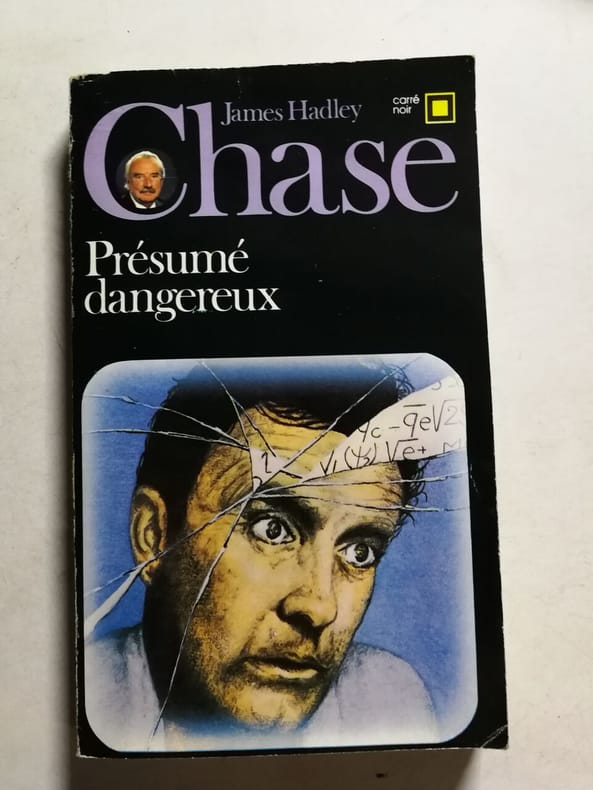 James Hadley
carré
noir
Chase
Présumé
dangereux